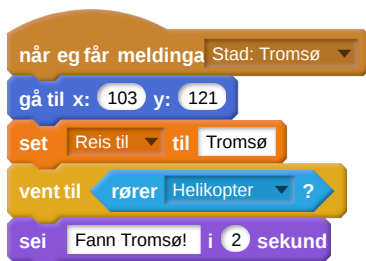 når eg får meldinga Stad: Tromsø
gå til x: 103 y: 121
set Reis til til Tromsø
vent til rører Helikopter ?
sei Fann Tromsø! i 2 sekund